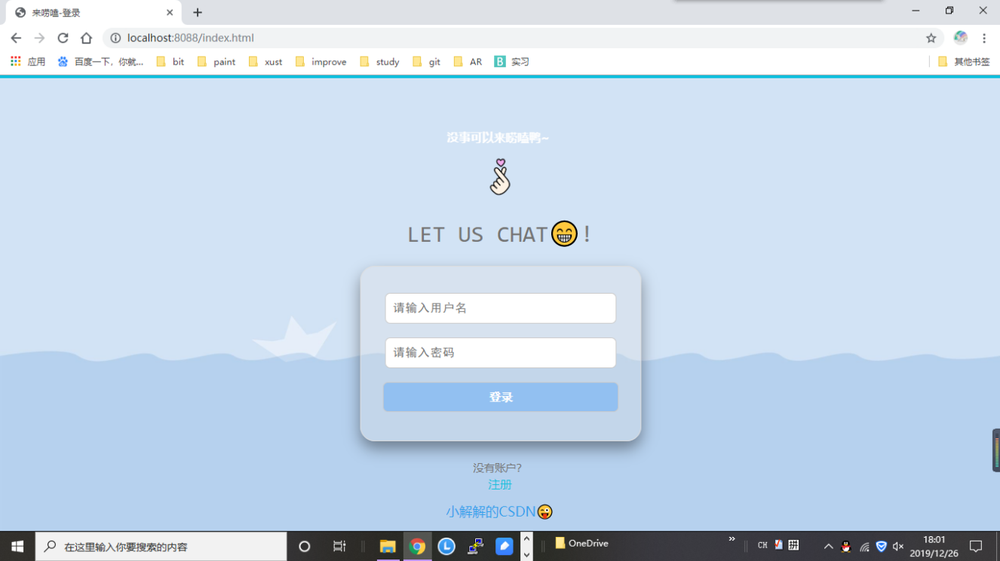 来唠嗑-登录
localhost:8088/index.html
应用 百度一下，你就... bit paint xust improve study git AR B 实习 其他书签
没事可以来唠嗑鸭~
LET US CHAT😁!
请输入用户名
请输入密码
登录
没有账户?
注册
小解解的CSDN😜
在这里输入你要搜索的内容
OneDrive
CH
拼
18:01
2019/12/26